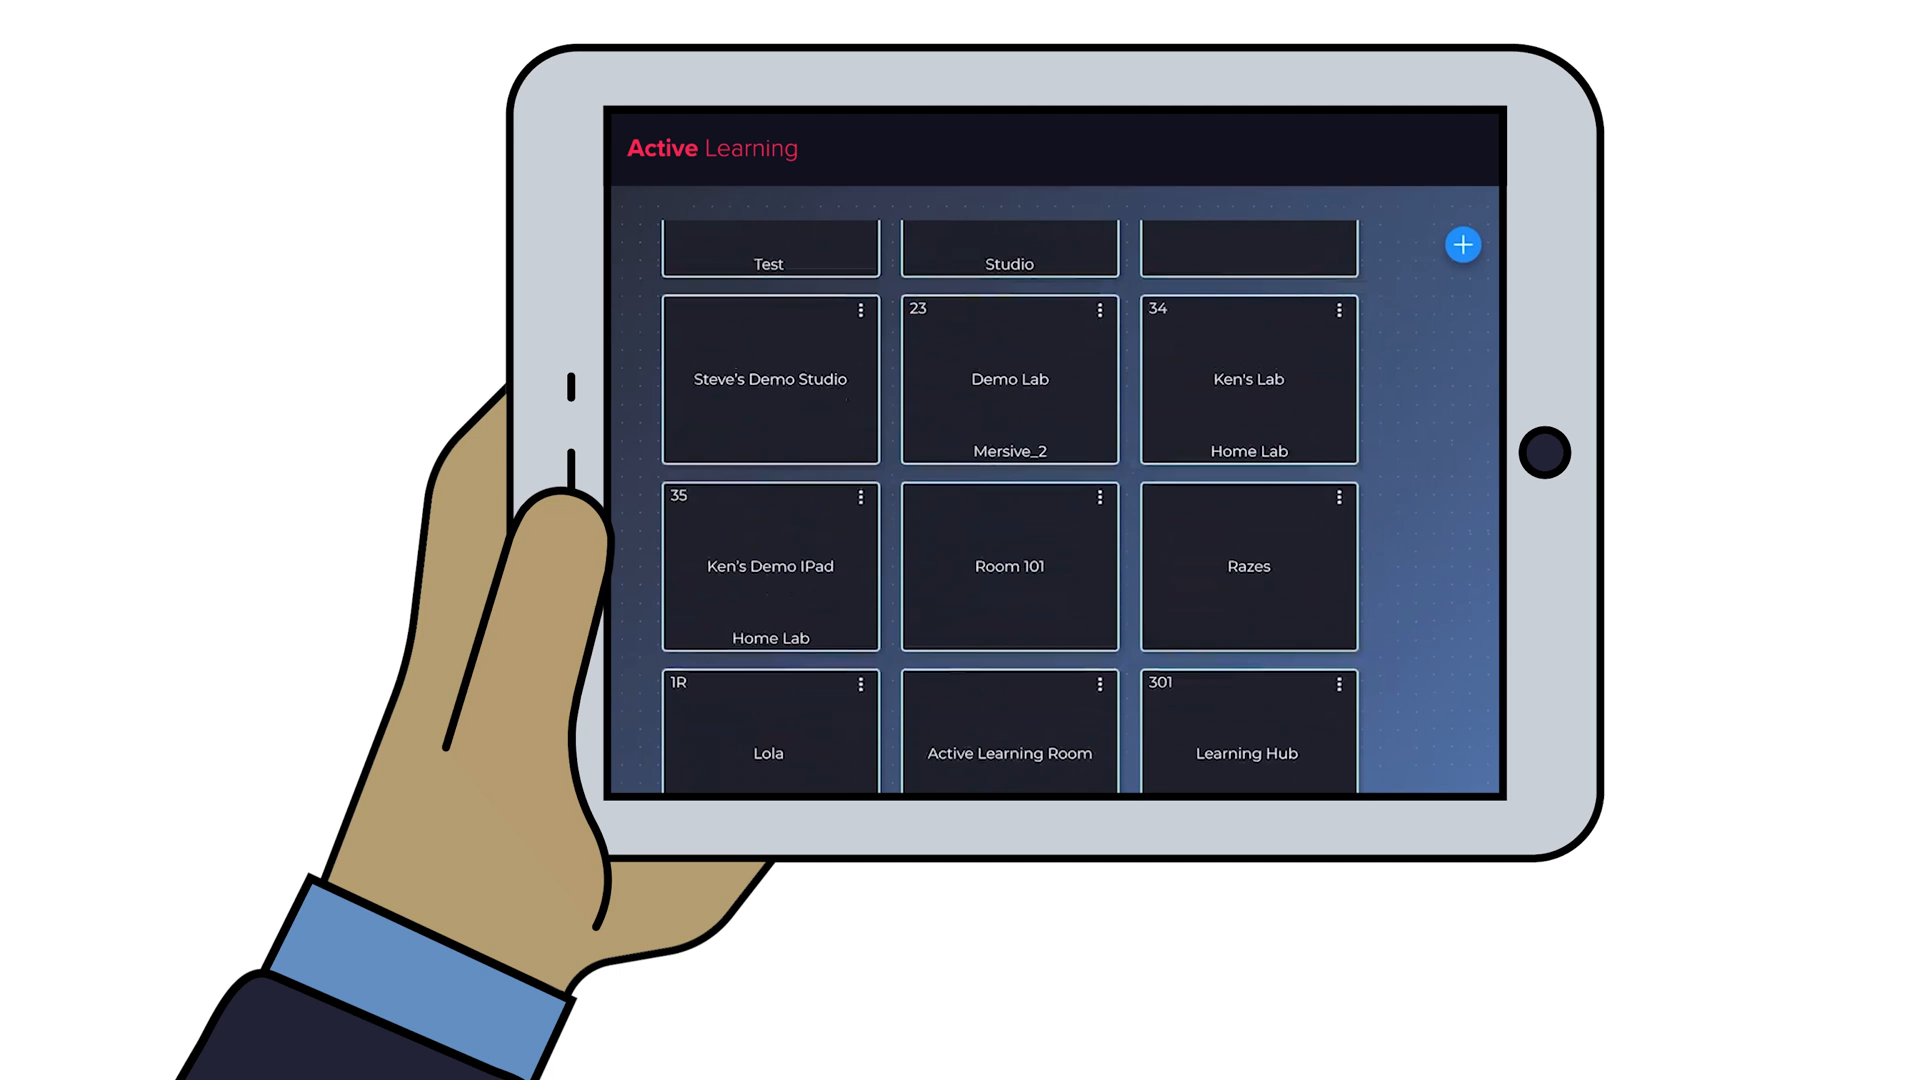 Active Learning
Test
Studio
Steve's Demo Studio
23
Demo Lab
Mersive_2
34
Ken's Lab
Home Lab
35
Ken's Demo IPad
Home Lab
Room 101
Razes
1R
Lola
Active Learning Room
301
Learning Hub